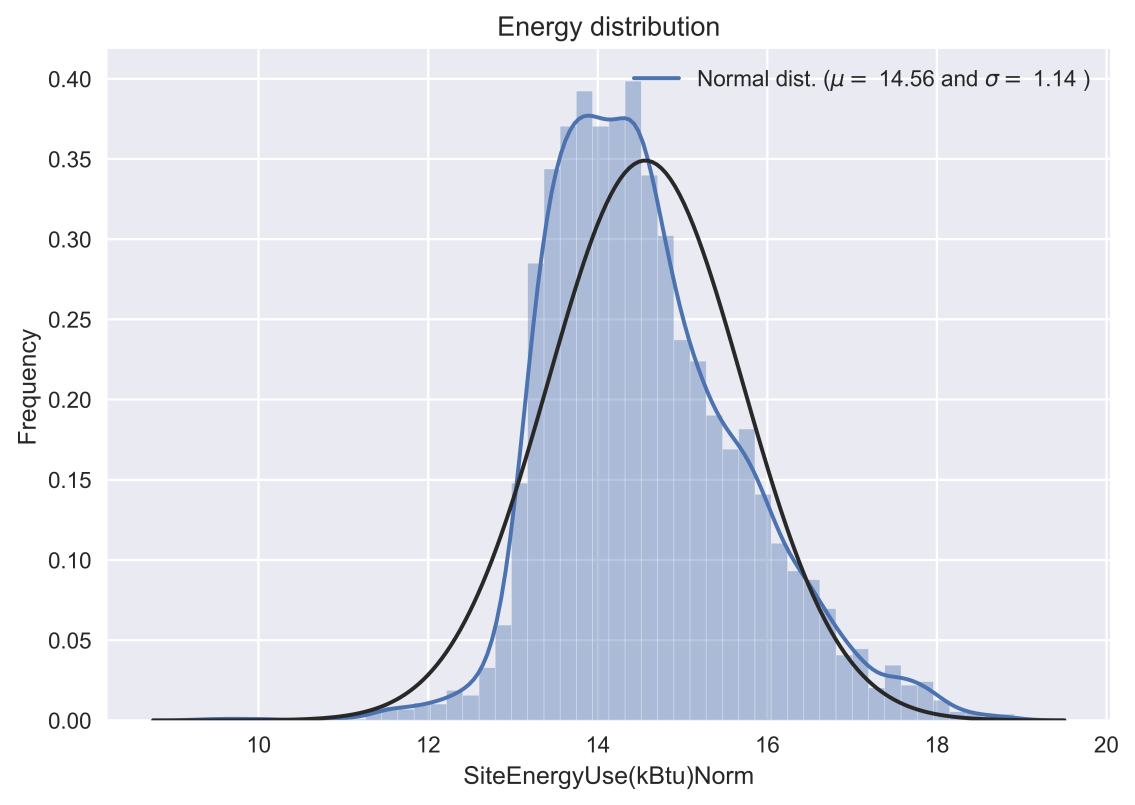 Energy distribution
Normal dist. (μ = 14.56 and σ = 1.14 )
Frequency
0.40
0.35
0.30
0.25
0.20
0.15
0.10
0.05
0.00
10 12 14 16 18 20
SiteEnergyUse(kBtu)Norm